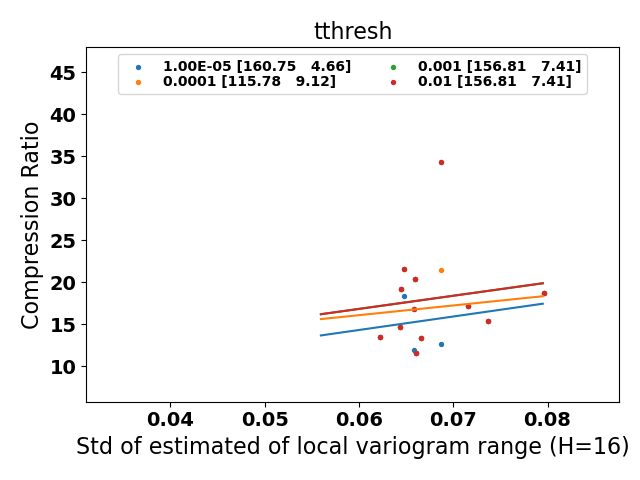 tthresh
1.00E-05 [160.75   4.66]
0.0001 [115.78   9.12]
0.001 [156.81   7.41]
0.01 [156.81   7.41]
45
40
35
30
25
20
15
10
Compression Ratio
0.04
0.05
0.06
0.07
0.08
Std of estimated of local variogram range (H=16)